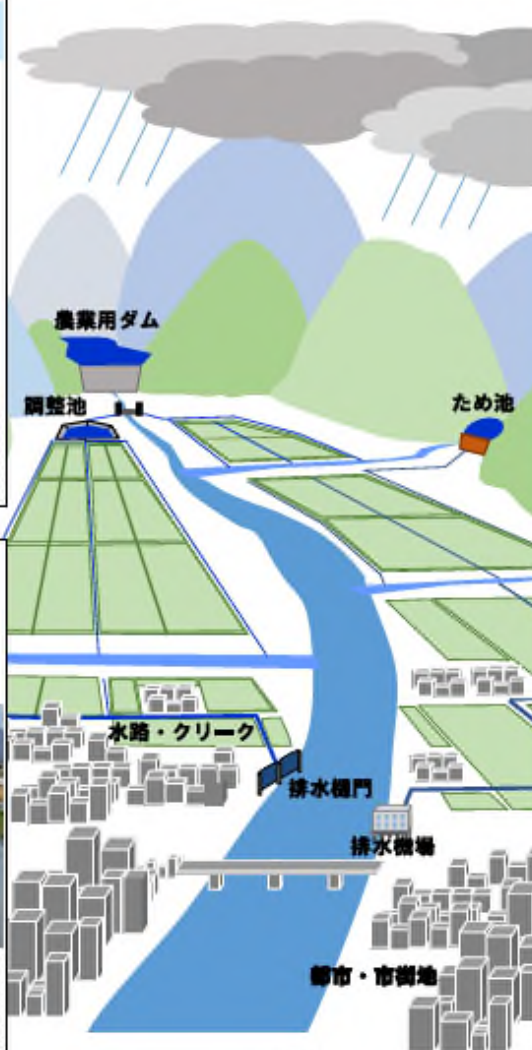 農業用ダム
調整池
ため池
水路・クリーク
排水樋門
排水機場
都市・市街地